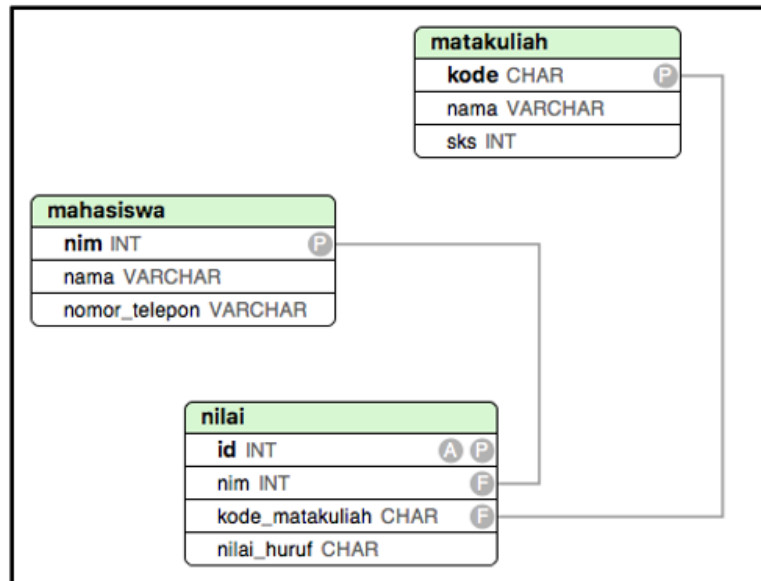 matakuliah
kode CHAR P
nama VARCHAR
sks INT
mahasiswa
nim INT P
nama VARCHAR
nomor_telepon VARCHAR
nilai
id INT A P
nim INT F
kode_matakuliah CHAR F
nilai_huruf CHAR